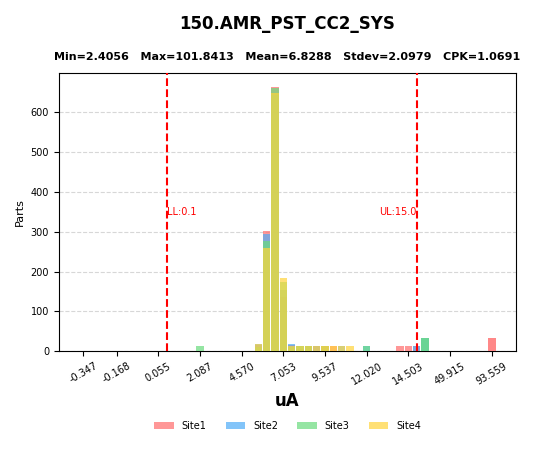 150.AMR_PST_CC2_SYS
Min=2.4056 Max=101.8413 Mean=6.8288 Stdev=2.0979 CPK=1.0691
600
500
400
300
200
100
0
Parts
LL:0.1
UL:15.0
-0.347 -0.168 0.055 2.087 4.570 7.053 9.537 12.020 14.503 49.915 93.559
uA
Site1 Site2 Site3 Site4